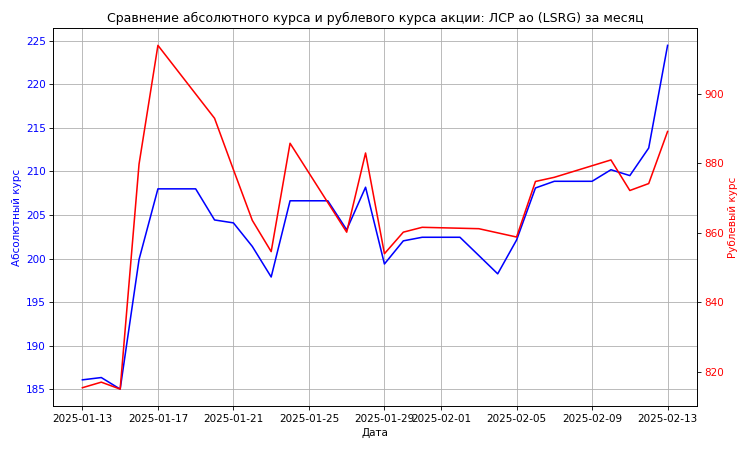 Сравнение абсолютного курса и рублевого курса акции: ЛСР ао (LSRG) за месяц
225
220
215
210
205
200
195
190
185
Абсолютный курс
900
880
860
840
820
Рублевый курс
2025-01-13 2025-01-17 2025-01-21 2025-01-25 2025-01-29 2025-02-01 2025-02-05 2025-02-09 2025-02-13
Дата